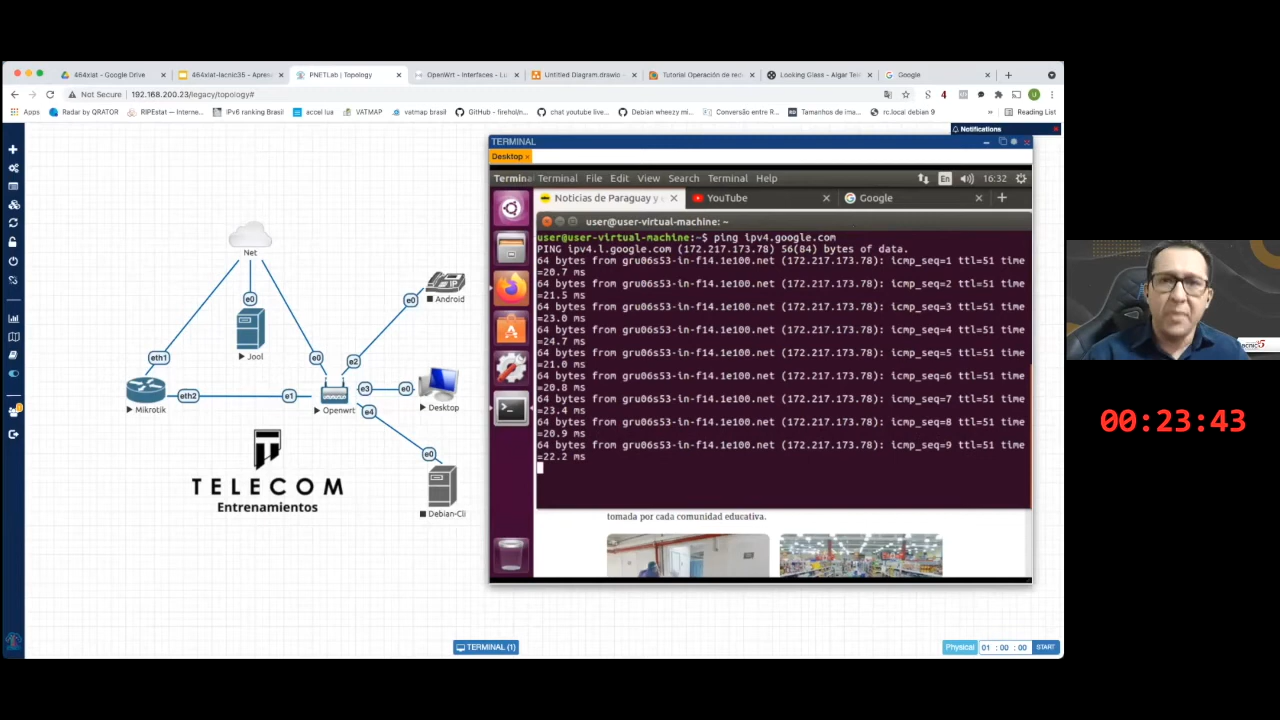 464xlat - Google Drive
464xlat-lacnic35 - Apres
PNETLab | Topology
OpenWrt - Interfaces - Lu
Untitled Diagram.drawio
Tutorial Operación de red
Looking Glass - Algar Tel
Google
Not Secure
192.168.200.23/legacy/topology#
Apps
Radar by QRATOR
RIPEstat — Interne...
IPv6 ranking Brasil
accel lua
VATMAP
vatmap brasil
GitHub - firehol/ne...
chat youtube live...
Debian wheezy mi...
Conversión entre R...
Tamanhos de ima...
rc.local debian 9
»
Reading List
Notifications
TERMINAL
Desktop
Termina
Terminal File Edit View Search Terminal Help
En
16:32
Noticias de Paraguay y e
YouTube
Google
user@user-virtual-machine: ~
user@user-virtual-machine:~$ ping ipv4.google.com
PING ipv4.l.google.com (172.217.173.78) 56(84) bytes of data.
64 bytes from gru06s53-in-f14.1e100.net (172.217.173.78): icmp_seq=1 ttl=51 time
=20.7 ms
64 bytes from gru06s53-in-f14.1e100.net (172.217.173.78): icmp_seq=2 ttl=51 time
=21.5 ms
64 bytes from gru06s53-in-f14.1e100.net (172.217.173.78): icmp_seq=3 ttl=51 time
=23.0 ms
64 bytes from gru06s53-in-f14.1e100.net (172.217.173.78): icmp_seq=4 ttl=51 time
=24.7 ms
64 bytes from gru06s53-in-f14.1e100.net (172.217.173.78): icmp_seq=5 ttl=51 time
=21.0 ms
64 bytes from gru06s53-in-f14.1e100.net (172.217.173.78): icmp_seq=6 ttl=51 time
=20.8 ms
64 bytes from gru06s53-in-f14.1e100.net (172.217.173.78): icmp_seq=7 ttl=51 time
=23.4 ms
64 bytes from gru06s53-in-f14.1e100.net (172.217.173.78): icmp_seq=8 ttl=51 time
=20.9 ms
64 bytes from gru06s53-in-f14.1e100.net (172.217.173.78): icmp_seq=9 ttl=51 time
=22.2 ms
tomada por cada comunidad educativa.
Net
e0
IP
e0
Android
Jool
eth1
e0
e2
Mikrotik
eth2
e1
Openwrt
e3
e0
Desktop
e4
e0
Debian-Cli
TELECOM
Entrenamientos
TERMINAL (1)
Physical
01 : 00 : 00
START
acnic 35
00:23:43